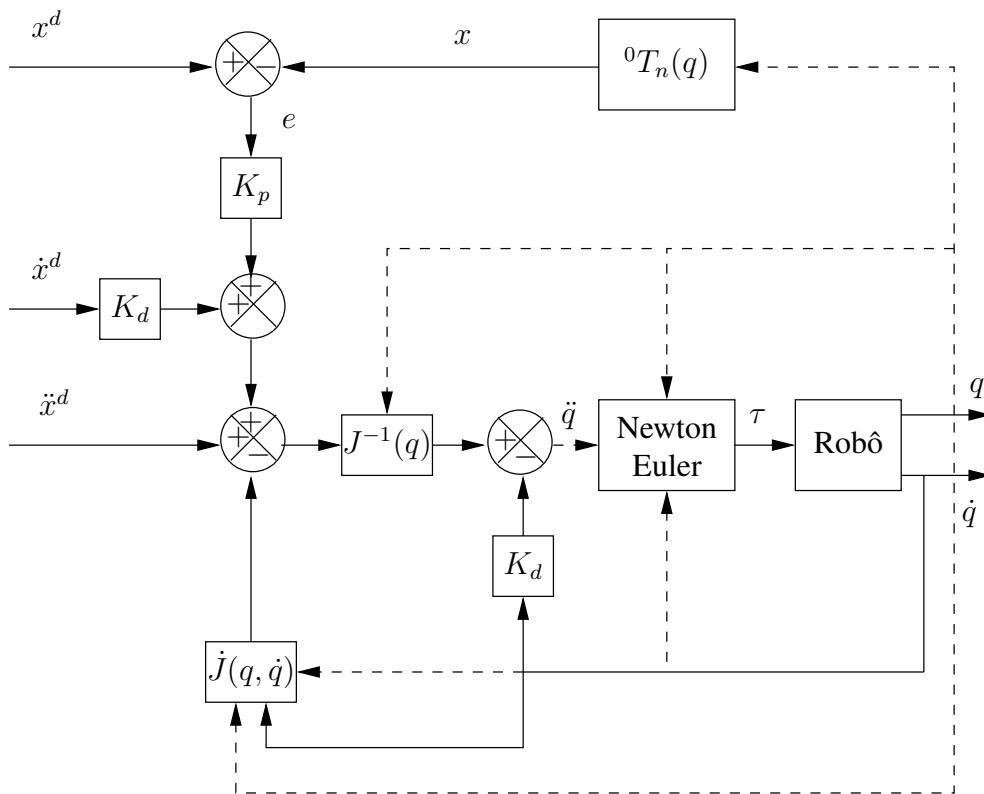 x^d
x
⁰T_n(q)
+
−
e
K_p
ẋ^d
K_d
+
+
ẍ^d
+
+
−
J⁻¹(q)
+
−
q̈
Newton
Euler
τ
Robô
q
q̇
K_d
J̇(q, q̇)